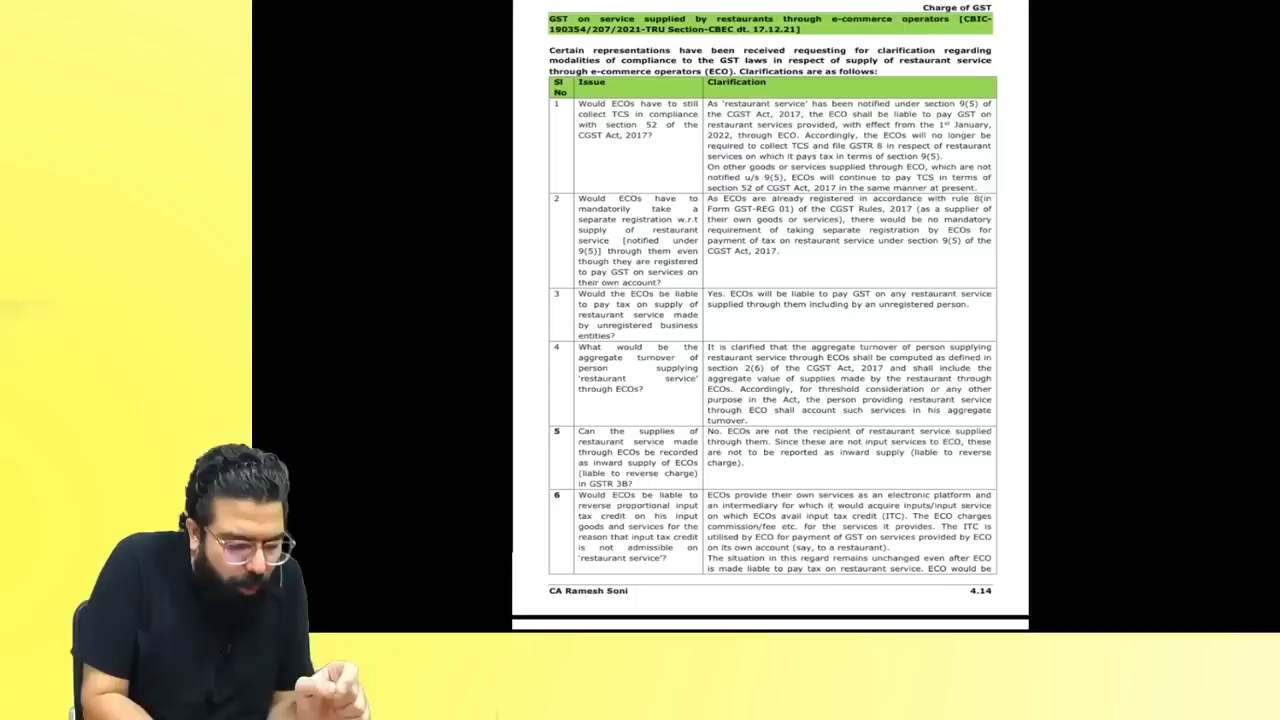 Charge of GST
GST on service supplied by restaurants through e-commerce operators [CBIC-
190354/207/2021-TRU Section-CBEC dt. 17.12.21]
Certain representations have been received requesting for clarification regarding
modalities of compliance to the GST laws in respect of supply of restaurant service
through e-commerce operators (ECO). Clarifications are as follows:
Sl
No
Issue
Clarification
1
Would ECOs have to still
collect TCS in compliance
with section 52 of the
CGST Act, 2017?
As 'restaurant service' has been notified under section 9(5) of
the CGST Act, 2017, the ECO shall be liable to pay GST on
restaurant services provided, with effect from the 1st January,
2022, through ECO. Accordingly, the ECOs will no longer be
required to collect TCS and file GSTR 8 in respect of restaurant
services on which it pays tax in terms of section 9(5).
On other goods or services supplied through ECO, which are not
notified u/s 9(5), ECOs will continue to pay TCS in terms of
section 52 of CGST Act, 2017 in the same manner at present.
2
Would ECOs have to
mandatorily take a
separate registration w.r.t
supply of restaurant
service [notified under
9(5)] through them even
though they are registered
to pay GST on services on
their own account?
As ECOs are already registered in accordance with rule 8(in
Form GST-REG 01) of the CGST Rules, 2017 (as a supplier of
their own goods or services), there would be no mandatory
requirement of taking separate registration by ECOs for
payment of tax on restaurant service under section 9(5) of the
CGST Act, 2017.
3
Would the ECOs be liable
to pay tax on supply of
restaurant service made
by unregistered business
entities?
Yes. ECOs will be liable to pay GST on any restaurant service
supplied through them including by an unregistered person.
4
What would be the
aggregate turnover of
person supplying
'restaurant service'
through ECOs?
It is clarified that the aggregate turnover of person supplying
restaurant service through ECOs shall be computed as defined in
section 2(6) of the CGST Act, 2017 and shall include the
aggregate value of supplies made by the restaurant through
ECOs. Accordingly, for threshold consideration or any other
purpose in the Act, the person providing restaurant service
through ECO shall account such services in his aggregate
turnover.
5
Can the supplies of
restaurant service made
through ECOs be recorded
as inward supply of ECOs
(liable to reverse charge)
in GSTR 3B?
No. ECOs are not the recipient of restaurant service supplied
through them. Since these are not input services to ECO, these
are not to be reported as inward supply (liable to reverse
charge).
6
Would ECOs be liable to
reverse proportional input
tax credit on his input
goods and services for the
reason that input tax credit
is not admissible on
'restaurant service'?
ECOs provide their own services as an electronic platform and
an intermediary for which it would acquire inputs/input service
on which ECOs avail input tax credit (ITC). The ECO charges
commission/fee etc. for the services it provides. The ITC is
utilised by ECO for payment of GST on services provided by ECO
on its own account (say, to a restaurant).
The situation in this regard remains unchanged even after ECO
is made liable to pay tax on restaurant service. ECO would be
CA Ramesh Soni
4.14